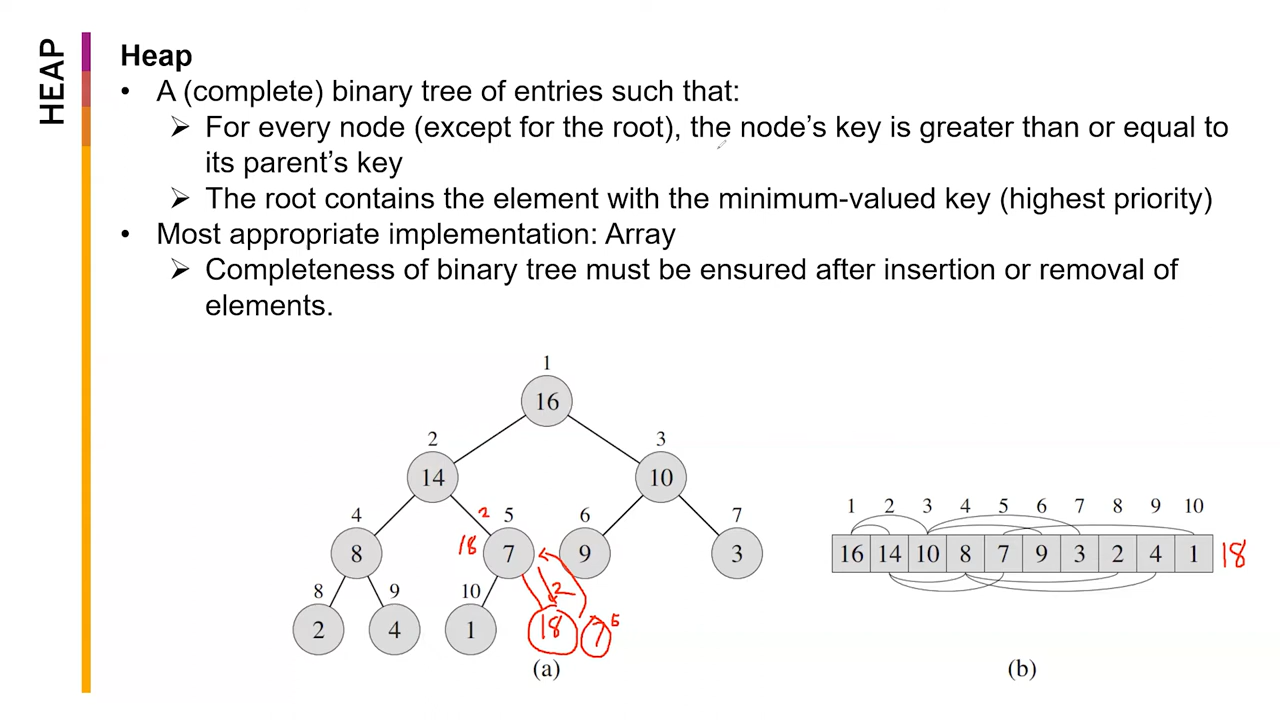 HEAP
Heap
• A (complete) binary tree of entries such that:
➢ For every node (except for the root), the node's key is greater than or equal to
its parent's key
➢ The root contains the element with the minimum-valued key (highest priority)
• Most appropriate implementation: Array
➢ Completeness of binary tree must be ensured after insertion or removal of
elements.
1
16
2 3
14 10
4 2 5 6 7
8 18 7 9 3
8 9 10 2
2 4 1 18 7
(a)
1 2 3 4 5 6 7 8 9 10
16 14 10 8 7 9 3 2 4 1 18
(b)